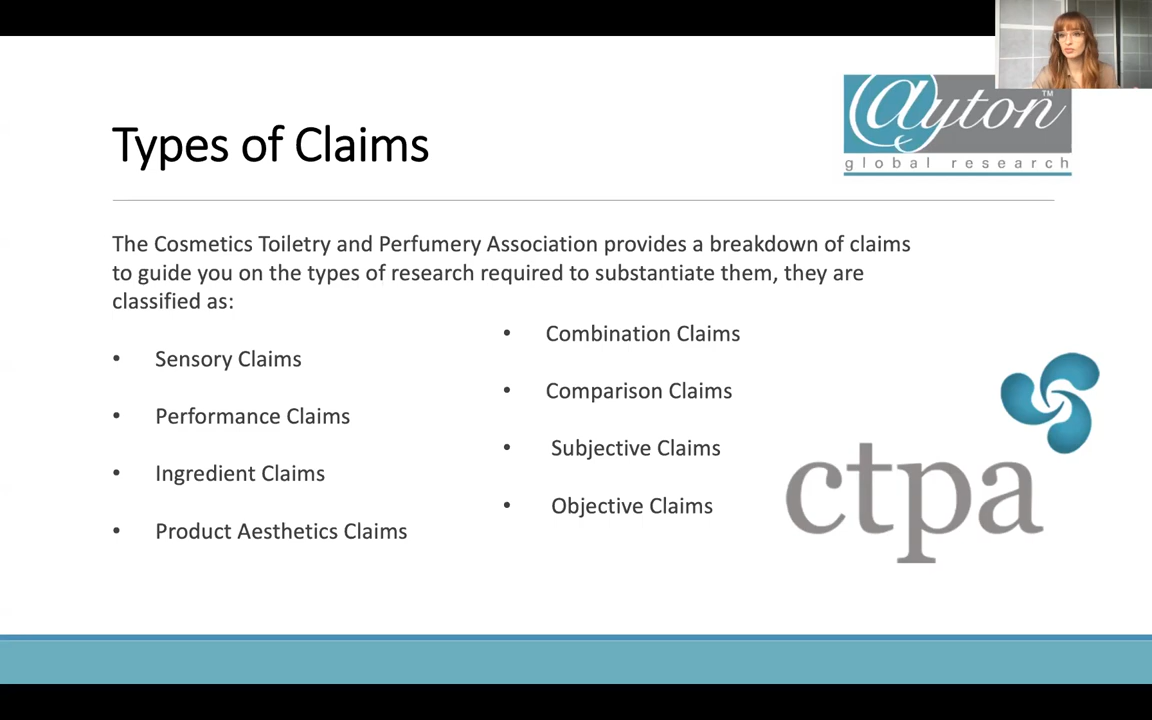 Types of Claims
@yton™
global research
The Cosmetics Toiletry and Perfumery Association provides a breakdown of claims
to guide you on the types of research required to substantiate them, they are
classified as:
• Sensory Claims
• Performance Claims
• Ingredient Claims
• Product Aesthetics Claims
• Combination Claims
• Comparison Claims
• Subjective Claims
• Objective Claims
ctpa